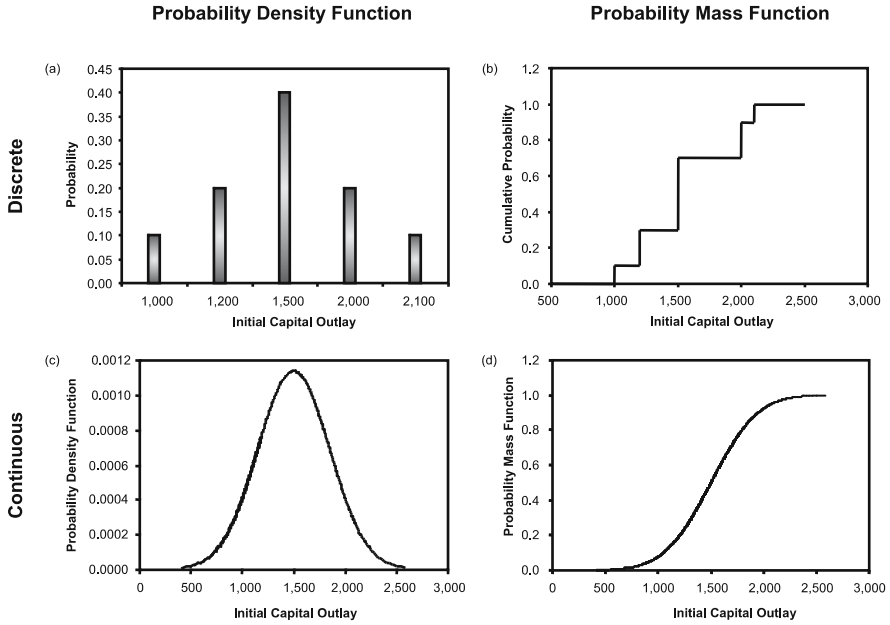 Probability Density Function
Probability Mass Function
Discrete
(a)
0.45
0.40
0.35
0.30
0.25
0.20
0.15
0.10
0.05
0.00
Probability
1,000 1,200 1,500 2,000 2,100
Initial Capital Outlay
(b)
1.2
1.0
0.8
0.6
0.4
0.2
0.0
Cumulative Probability
500 1,000 1,500 2,000 2,500 3,000
Initial Capital Outlay
Continuous
(c)
0.0012
0.0010
0.0008
0.0006
0.0004
0.0002
0.0000
Probability Density Function
0 500 1,000 1,500 2,000 2,500 3,000
Initial Capital Outlay
(d)
1.2
1.0
0.8
0.6
0.4
0.2
0.0
Probability Mass Function
0 500 1,000 1,500 2,000 2,500 3,000
Initial Capital Outlay